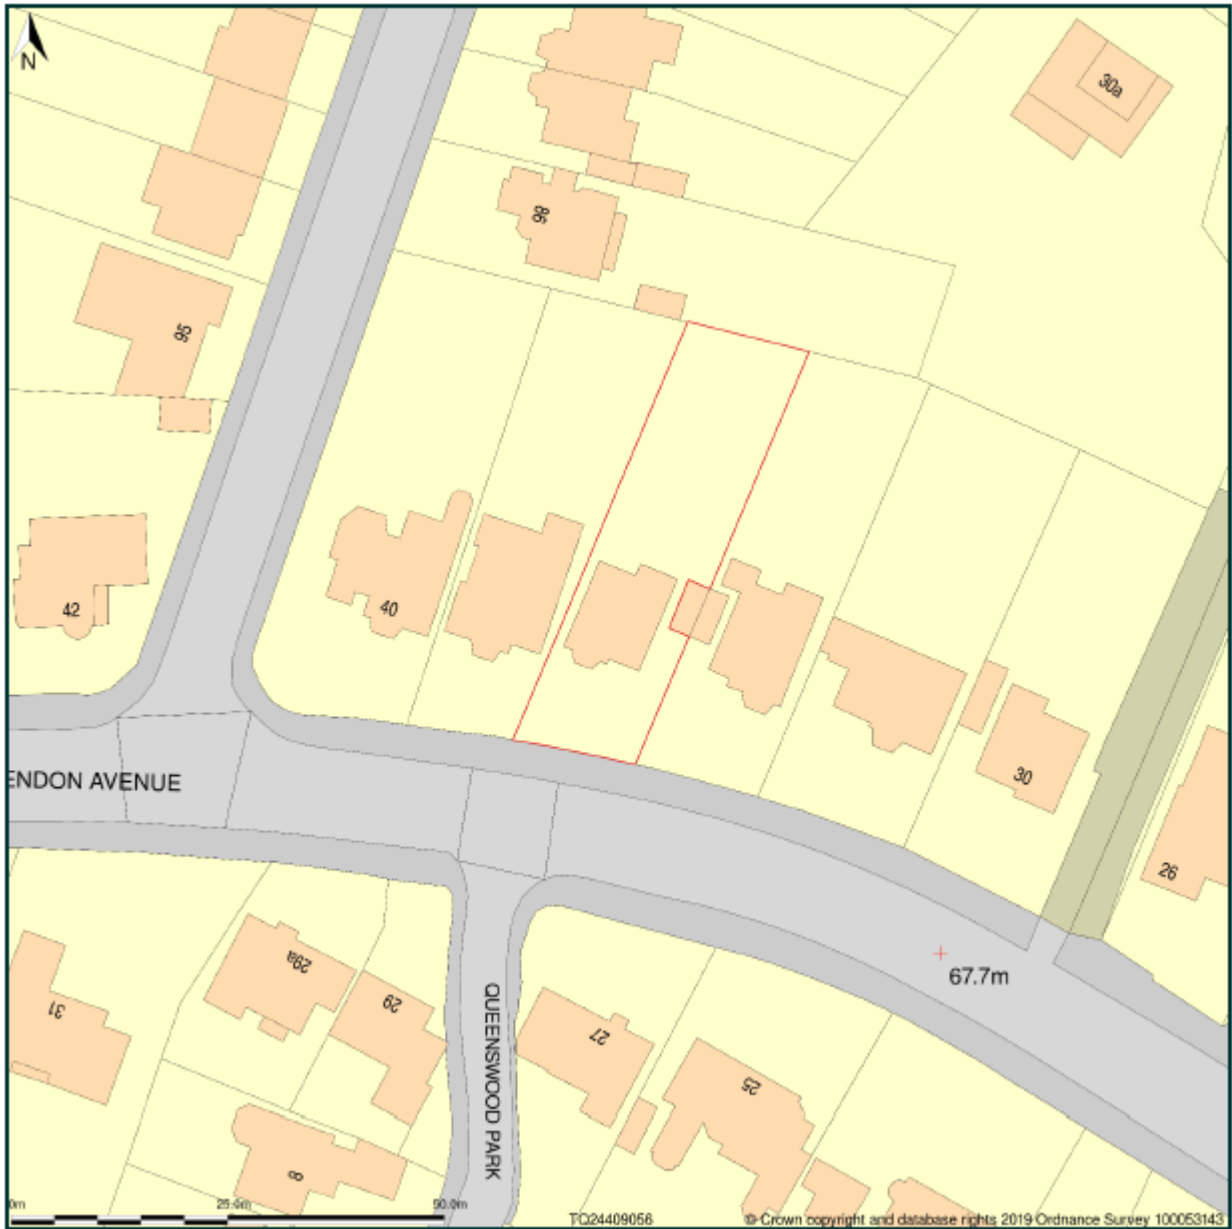 N
30a
98
95
42
40
30
ENDON AVENUE
26
67.7m
29a
29
31
27
25
8
QUEENSWOOD PARK
0m 25.0m 50.0m
TQ24409056
© Crown copyright and database rights 2019 Ordnance Survey 100053143